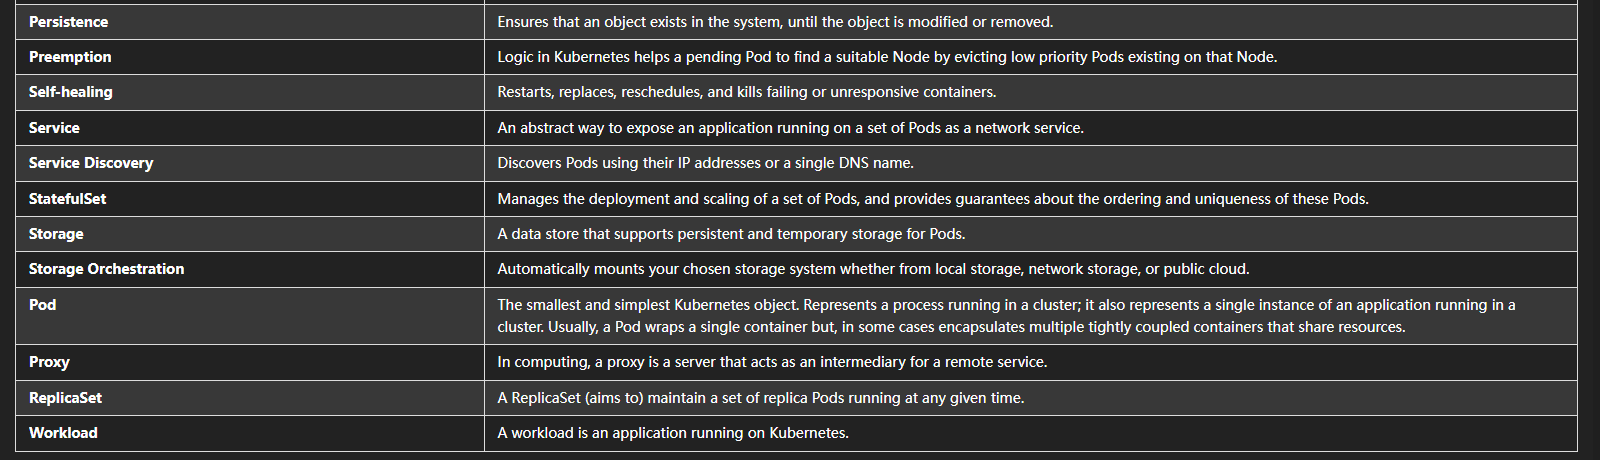 Persistence
Ensures that an object exists in the system, until the object is modified or removed.
Preemption
Logic in Kubernetes helps a pending Pod to find a suitable Node by evicting low priority Pods existing on that Node.
Self-healing
Restarts, replaces, reschedules, and kills failing or unresponsive containers.
Service
An abstract way to expose an application running on a set of Pods as a network service.
Service Discovery
Discovers Pods using their IP addresses or a single DNS name.
StatefulSet
Manages the deployment and scaling of a set of Pods, and provides guarantees about the ordering and uniqueness of these Pods.
Storage
A data store that supports persistent and temporary storage for Pods.
Storage Orchestration
Automatically mounts your chosen storage system whether from local storage, network storage, or public cloud.
Pod
The smallest and simplest Kubernetes object. Represents a process running in a cluster; it also represents a single instance of an application running in a
cluster. Usually, a Pod wraps a single container but, in some cases encapsulates multiple tightly coupled containers that share resources.
Proxy
In computing, a proxy is a server that acts as an intermediary for a remote service.
ReplicaSet
A ReplicaSet (aims to) maintain a set of replica Pods running at any given time.
Workload
A workload is an application running on Kubernetes.